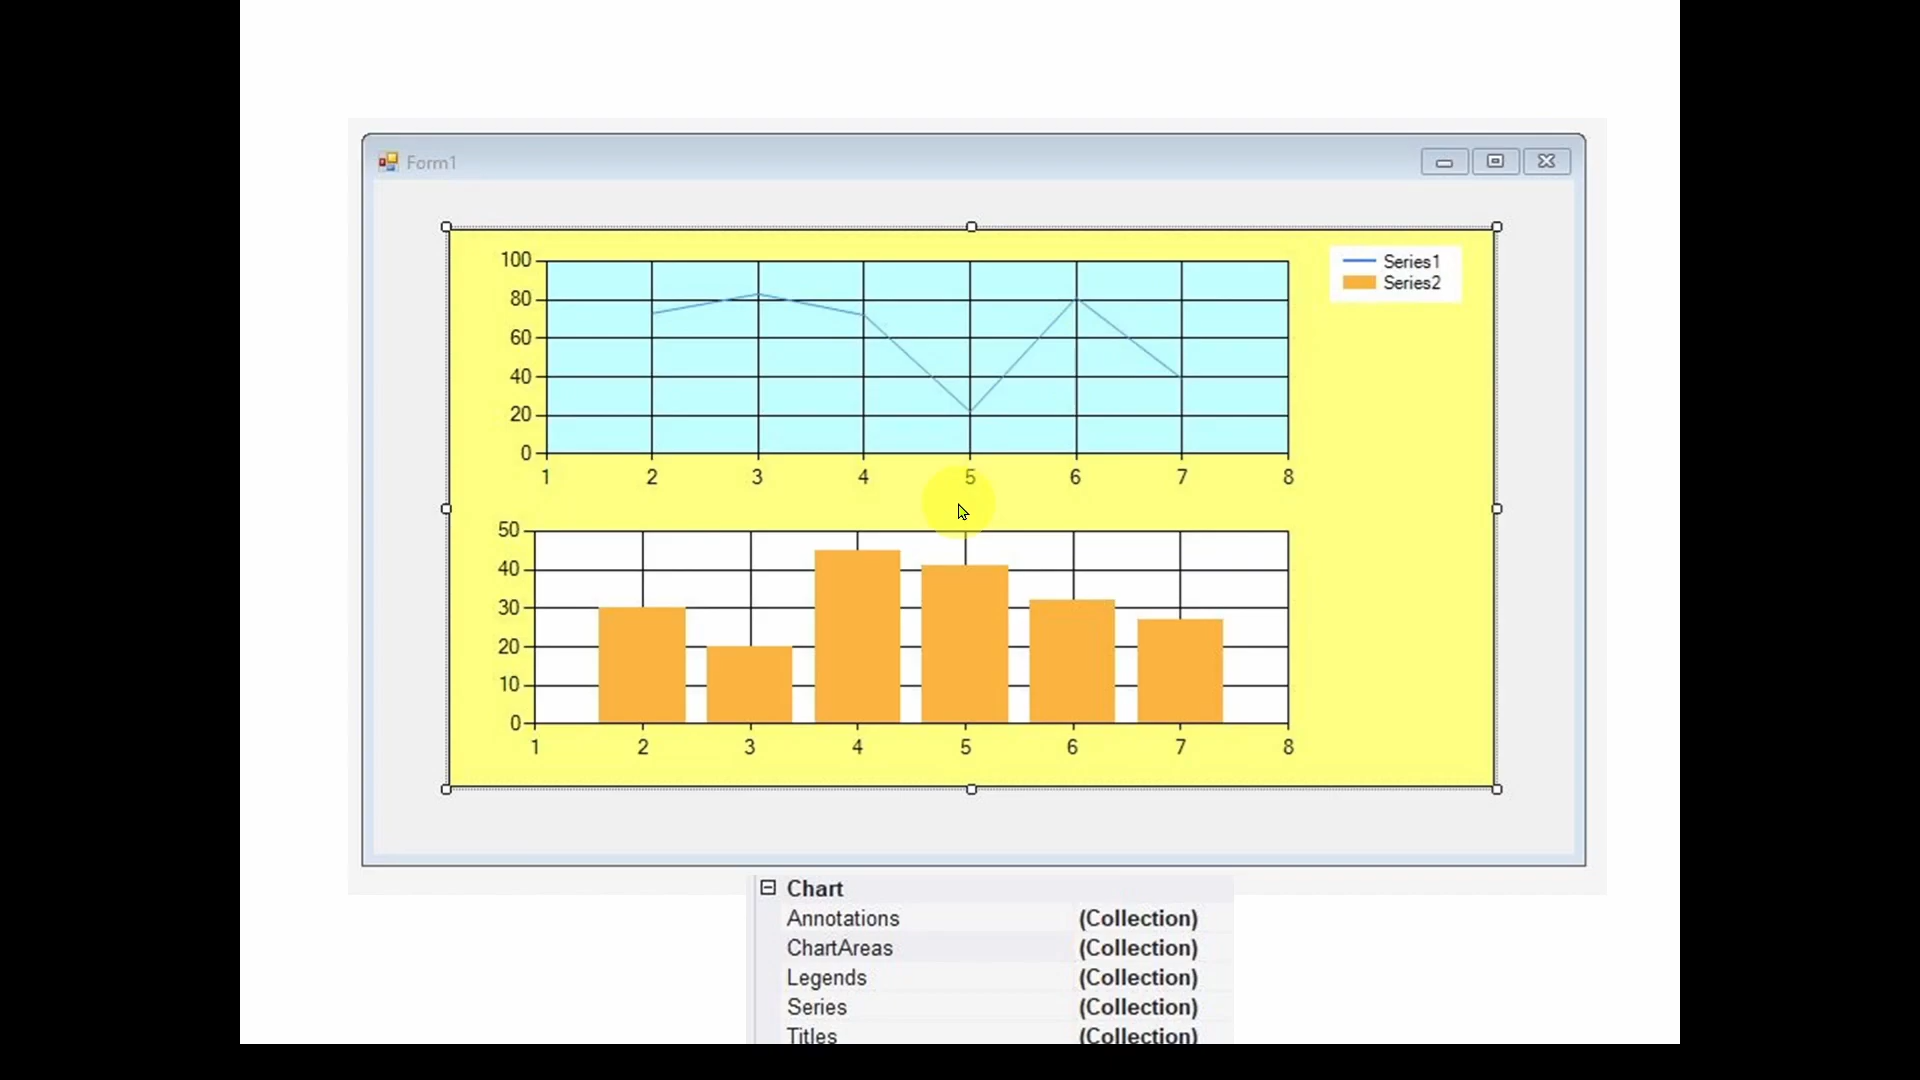 Form1
100
80
60
40
20
0
1 2 3 4 5 6 7 8
Series1
Series2
50
40
30
20
10
0
1 2 3 4 5 6 7 8
Chart
Annotations (Collection)
ChartAreas (Collection)
Legends (Collection)
Series (Collection)
Titles (Collection)